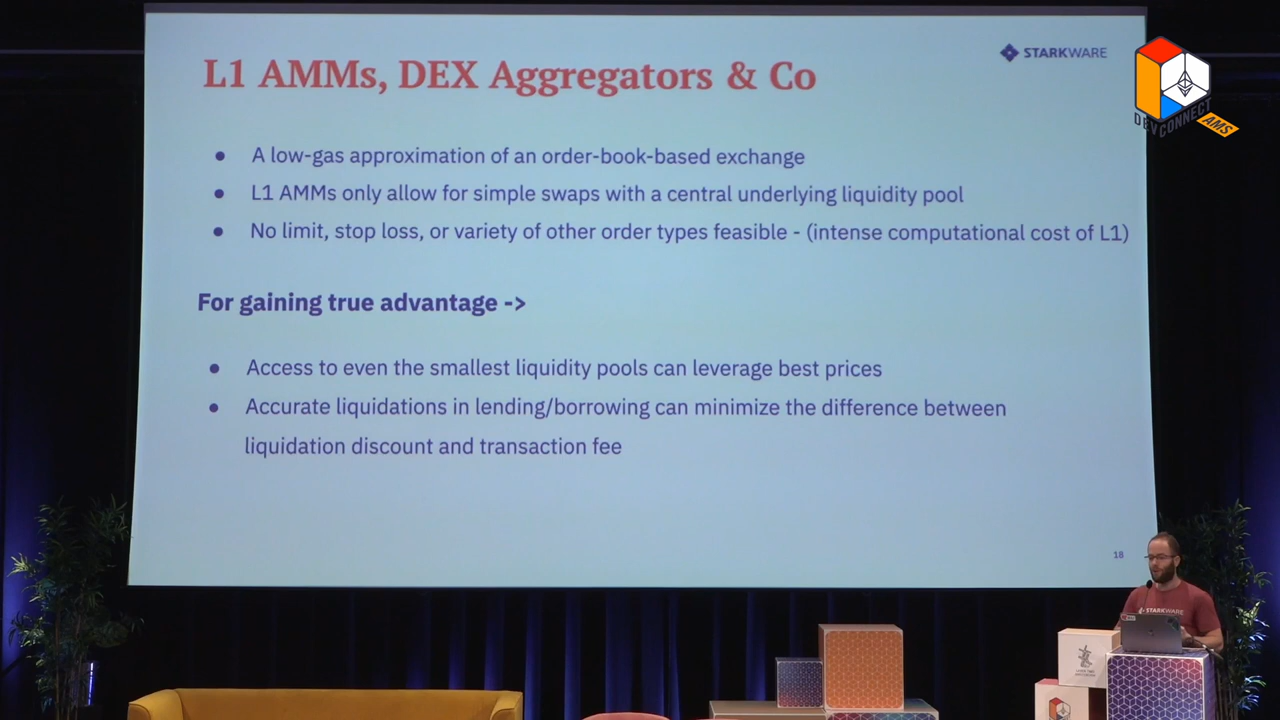 L1 AMMs, DEX Aggregators & Co
STARKWARE
DEVCONNECT
AMS
● A low-gas approximation of an order-book-based exchange
● L1 AMMs only allow for simple swaps with a central underlying liquidity pool
● No limit, stop loss, or variety of other order types feasible - (intense computational cost of L1)
For gaining true advantage ->
● Access to even the smallest liquidity pools can leverage best prices
● Accurate liquidations in lending/borrowing can minimize the difference between
liquidation discount and transaction fee
18
STARKWARE